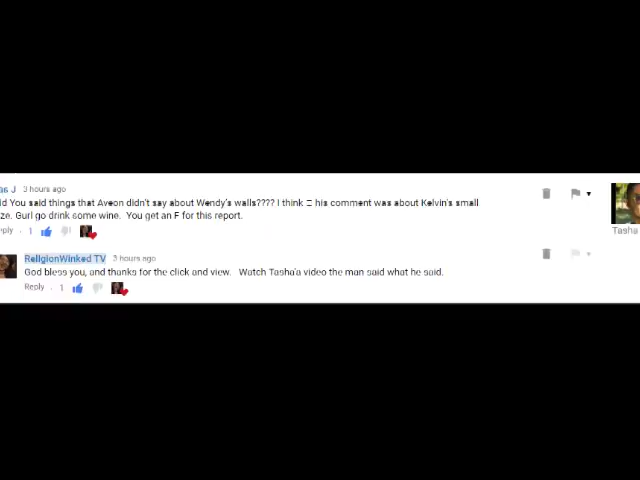 as J 3 hours ago
id You said things that Aveon didn't say about Wendy's walls???? I think his comment was about Kelvin's small
ze. Gurl go drink some wine. You get an F for this report.
ply · 1
Tasha
ReligionWinked TV 3 hours ago
God bless you, and thanks for the click and view. Watch Tasha'a video the man said what he said.
Reply · 1